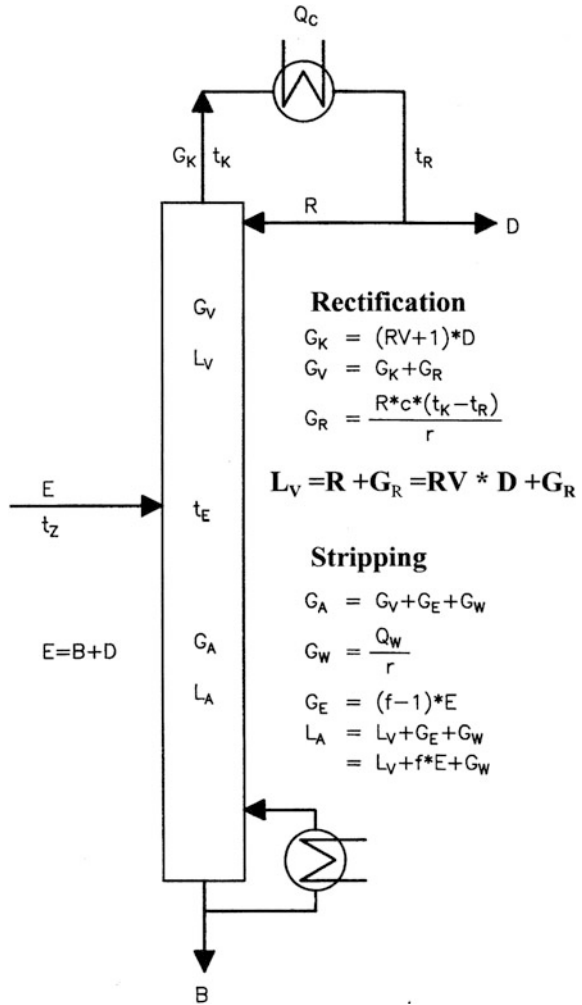 Q_C
G_K t_K
t_R
R
D
G_V
L_V
Rectification
G_K = (RV+1)*D
G_V = G_K+G_R
G_R = R*c*(t_K−t_R) / r
L_V =R +G_R =RV * D +G_R
E
t_Z
t_E
Stripping
G_A = G_V+G_E+G_W
E=B+D
G_A
L_A
G_W = Q_W / r
G_E = (f−1)*E
L_A = L_V+G_E+G_W
= L_V+f*E+G_W
B